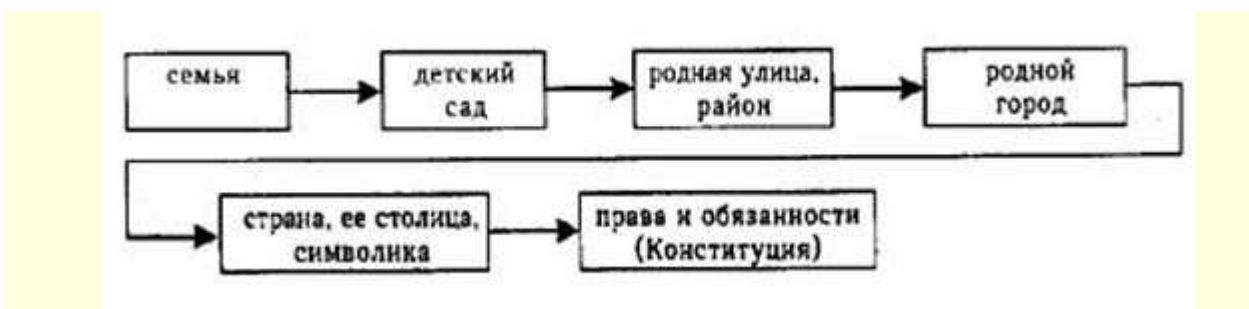 семья
детский
сад
родная улица,
район
родной
город
страна, ее столица,
символика
права и обязанности
(Конституция)